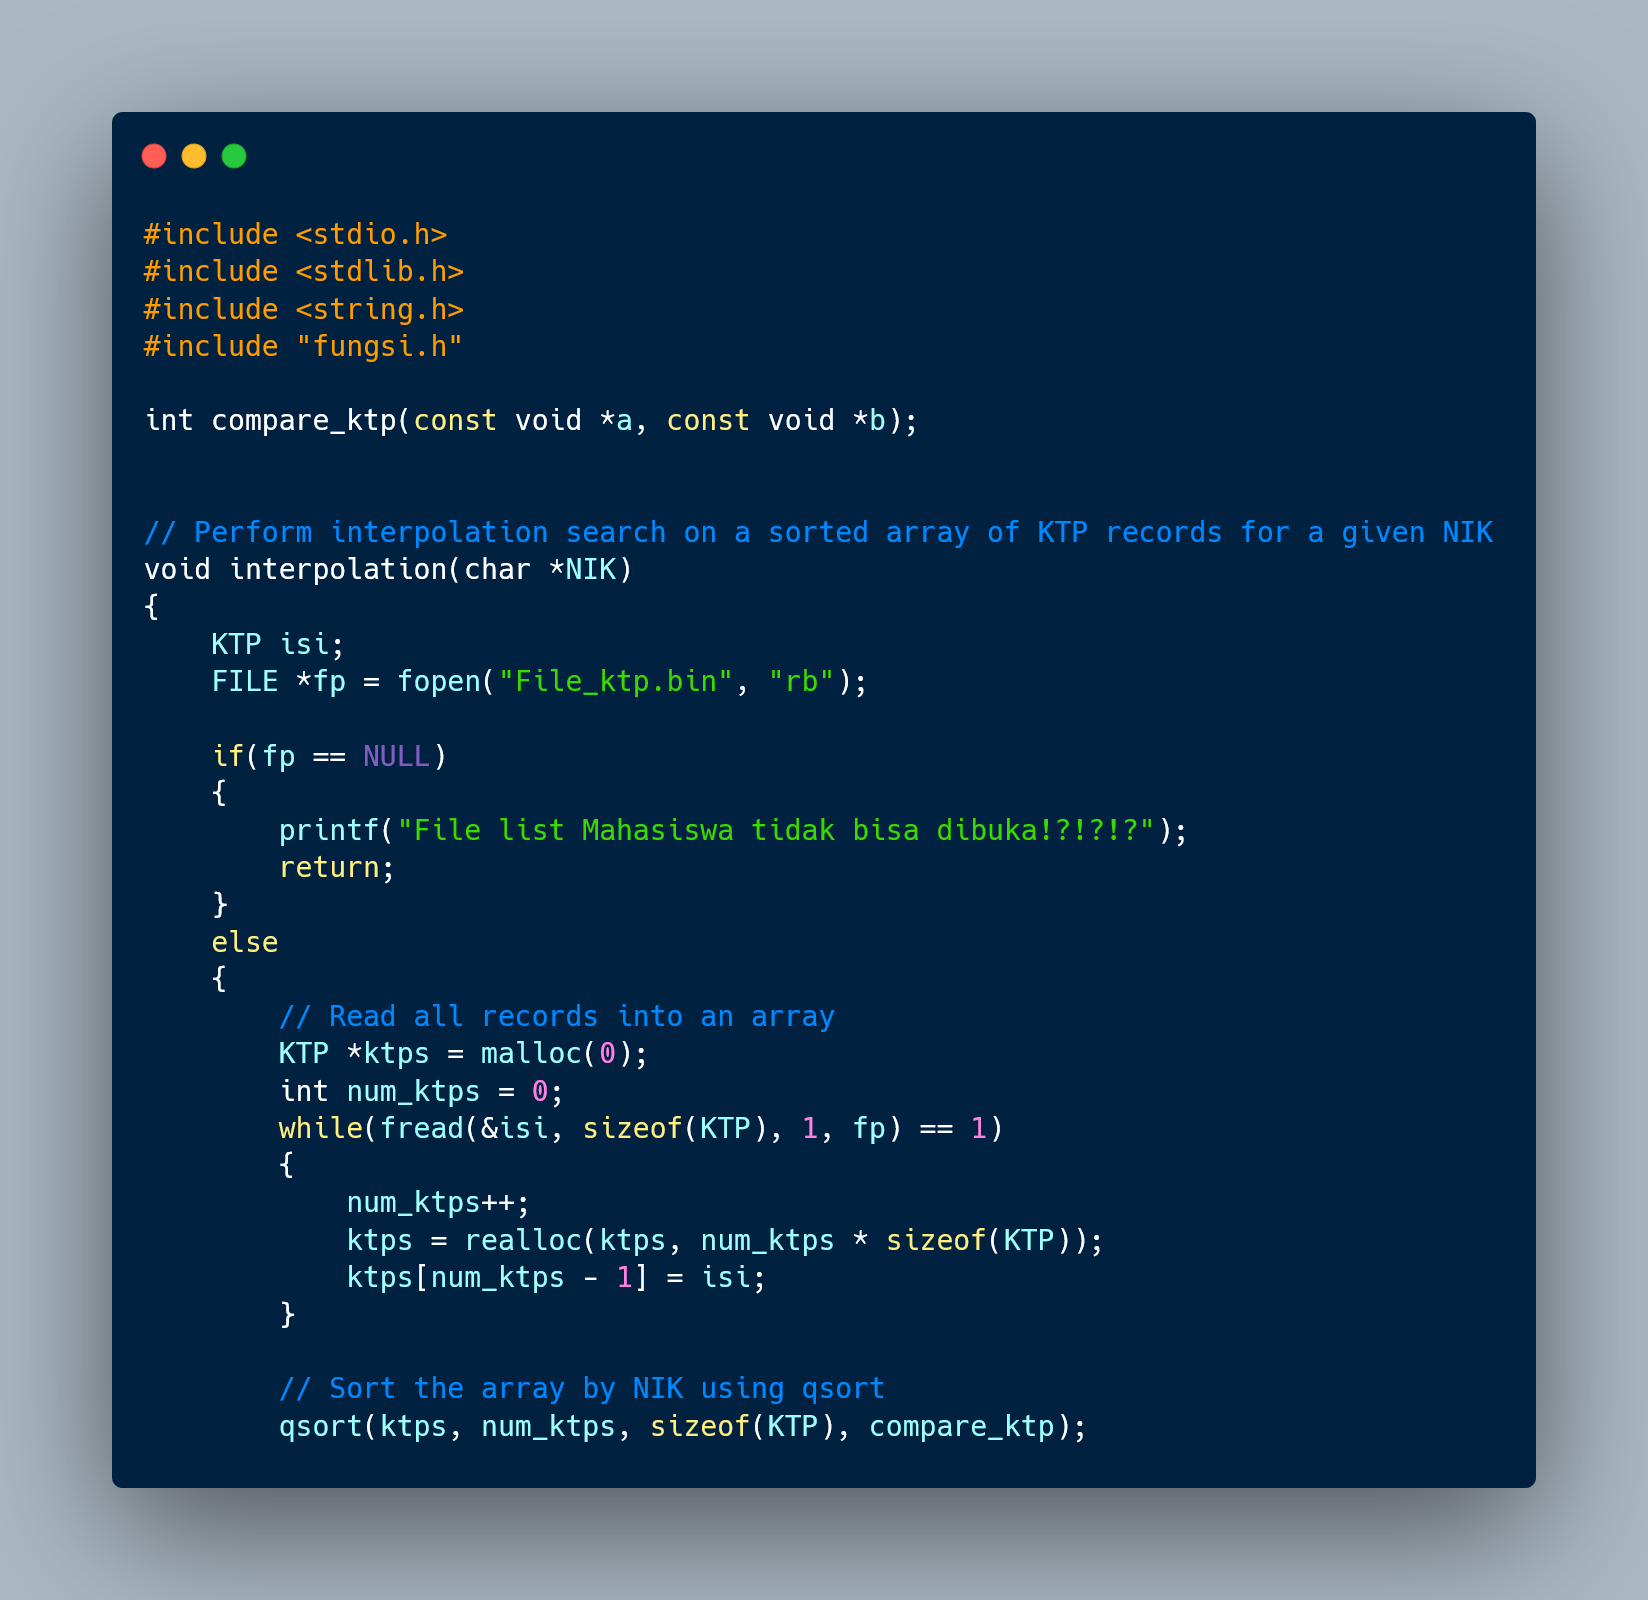 #include <stdio.h>
#include <stdlib.h>
#include <string.h>
#include "fungsi.h"

int compare_ktp(const void *a, const void *b);


// Perform interpolation search on a sorted array of KTP records for a given NIK
void interpolation(char *NIK)
{
    KTP isi;
    FILE *fp = fopen("File_ktp.bin", "rb");

    if(fp == NULL)
    {
        printf("File list Mahasiswa tidak bisa dibuka!?!?!?");
        return;
    }
    else
    {
        // Read all records into an array
        KTP *ktps = malloc(0);
        int num_ktps = 0;
        while(fread(&isi, sizeof(KTP), 1, fp) == 1)
        {
            num_ktps++;
            ktps = realloc(ktps, num_ktps * sizeof(KTP));
            ktps[num_ktps - 1] = isi;
        }

        // Sort the array by NIK using qsort
        qsort(ktps, num_ktps, sizeof(KTP), compare_ktp);